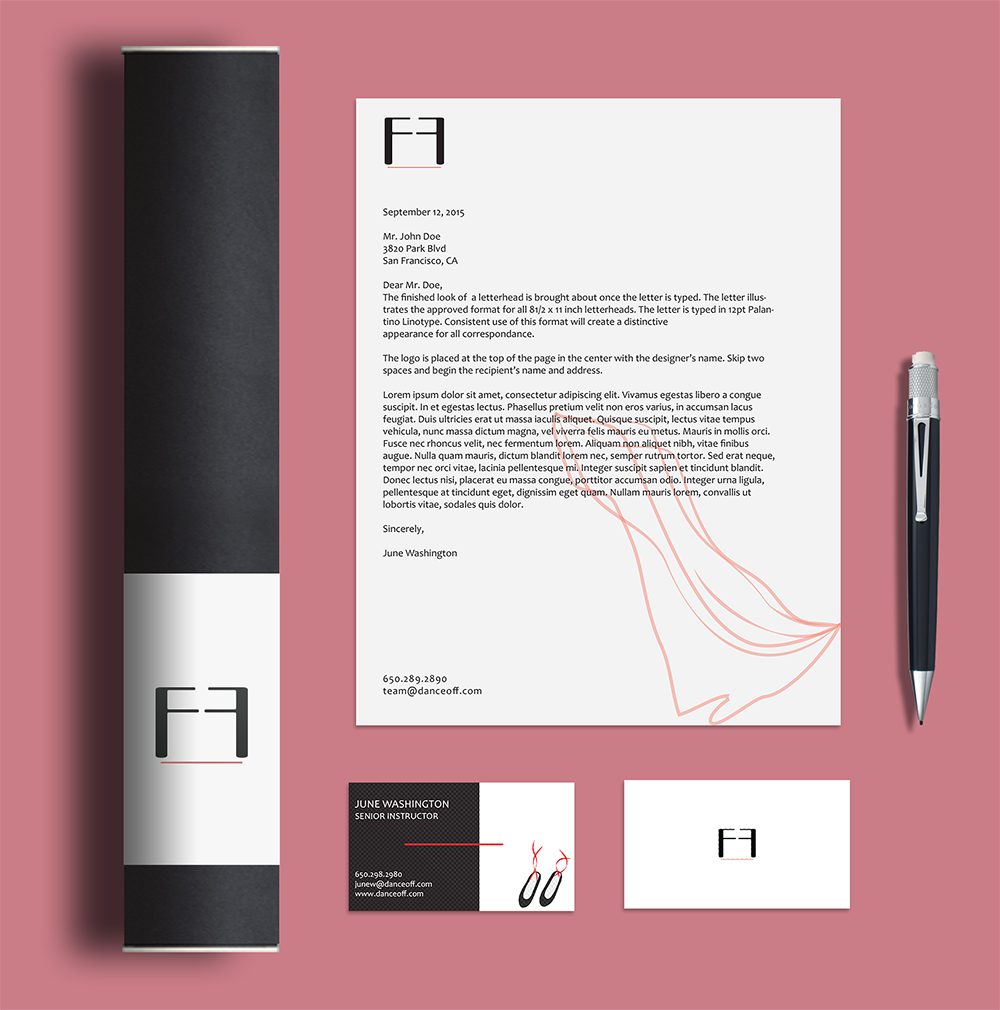 FF
September 12, 2015
Mr. John Doe
3820 Park Blvd
San Francisco, CA
Dear Mr. Doe,
The finished look of a letterhead is brought about once the letter is typed. The letter illus-
trates the approved format for all 81/2 x 11 inch letterheads. The letter is typed in 12pt Palan-
tino Linotype. Consistent use of this format will create a distinctive
appearance for all correspondance.
The logo is placed at the top of the page in the center with the designer's name. Skip two
spaces and begin the recipient's name and address.
Lorem ipsum dolor sit amet, consectetur adipiscing elit. Vivamus egestas libero a congue
suscipit. In et egestas lectus. Phasellus pretium velit non eros varius, in accumsan lacus
feugiat. Duis ultricies erat ut massa iaculis aliquet. Quisque suscipit, lectus vitae tempus
vehicula, nunc massa dictum magna, vel viverra felis mauris eu metus. Mauris in mollis orci.
Fusce nec rhoncus velit, nec fermentum lorem. Aliquam non aliquet nibh, vitae finibus
augue. Nulla quam mauris, dictum blandit lorem nec, semper rutrum tortor. Sed erat neque,
tempor nec orci vitae, lacinia pellentesque mi. Integer suscipit sapien et tincidunt blandit.
Donec lectus nisi, placerat eu massa congue, porttitor accumsan odio. Integer urna ligula,
pellentesque at tincidunt eget, dignissim eget quam. Nullam mauris lorem, convallis ut
lobortis vitae, sodales quis dolor.
Sincerely,
June Washington
650.289.2890
team@danceoff.com
FF
JUNE WASHINGTON
SENIOR INSTRUCTOR
650.298.2980
junew@danceoff.com
www.danceoff.com
FF